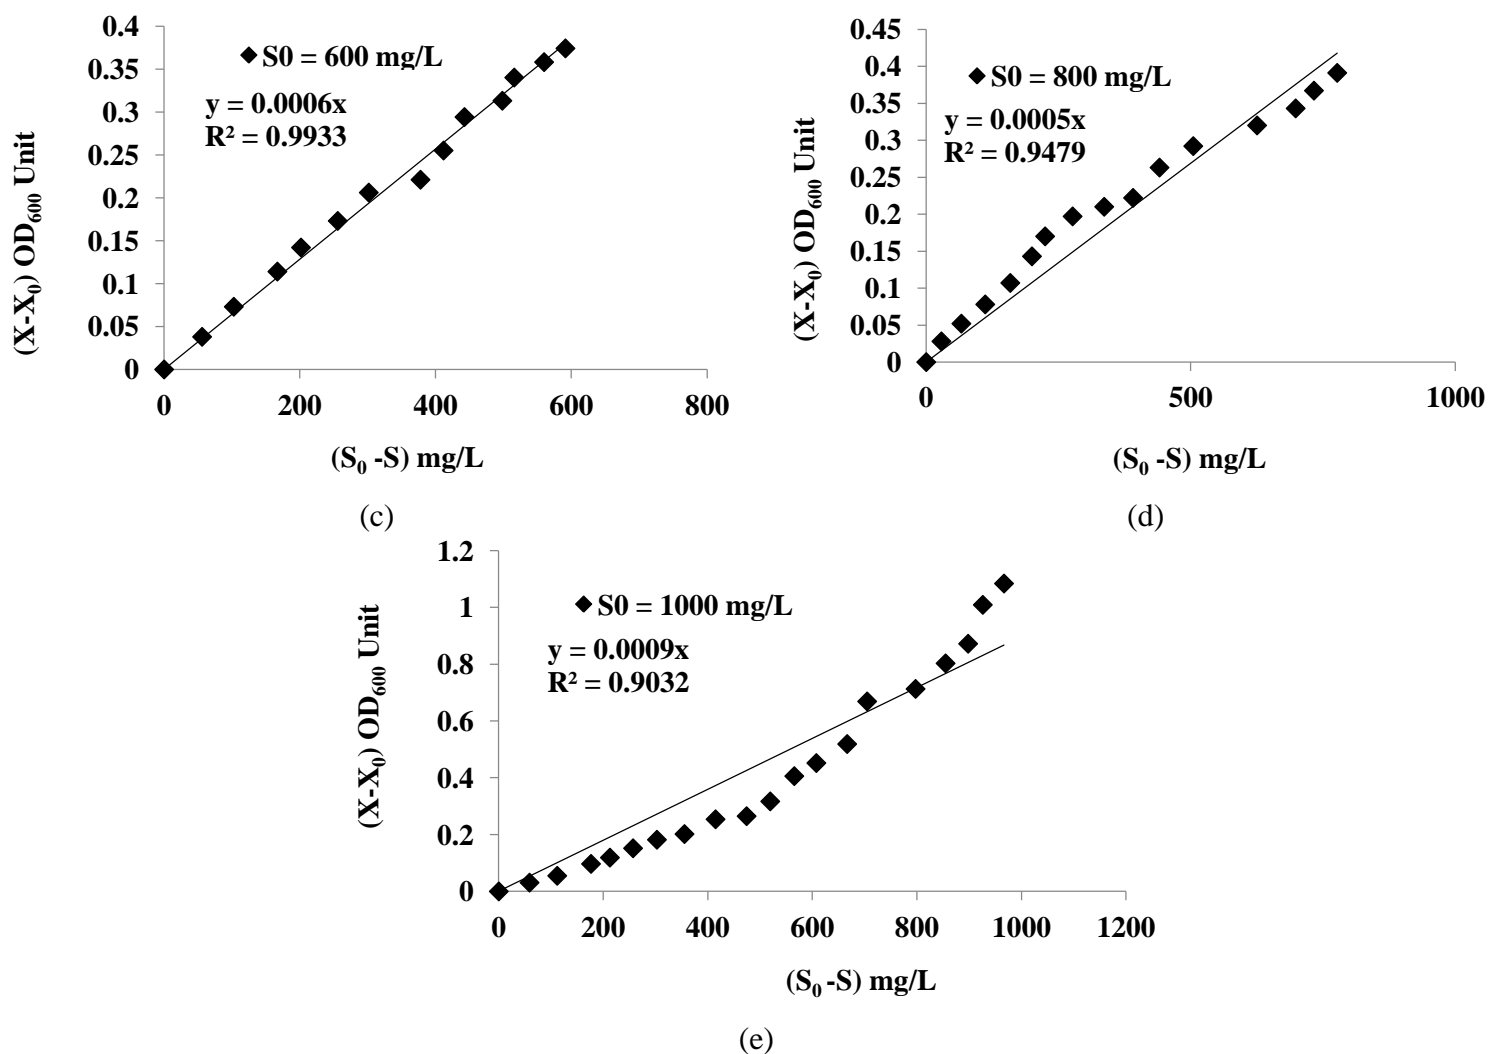 0.4
0.35
0.3
0.25
0.2
0.15
0.1
0.05
0
(X-X₀) OD₆₀₀ Unit
S0 = 600 mg/L
y = 0.0006x
R² = 0.9933
0 200 400 600 800
(S₀ -S) mg/L
(c)
0.45
0.4
0.35
0.3
0.25
0.2
0.15
0.1
0.05
0
(X-X₀) OD₆₀₀ Unit
S0 = 800 mg/L
y = 0.0005x
R² = 0.9479
0 500 1000
(S₀ -S) mg/L
(d)
1.2
1
0.8
0.6
0.4
0.2
0
(X-X₀) OD₆₀₀ Unit
S0 = 1000 mg/L
y = 0.0009x
R² = 0.9032
0 200 400 600 800 1000 1200
(S₀ -S) mg/L
(e)